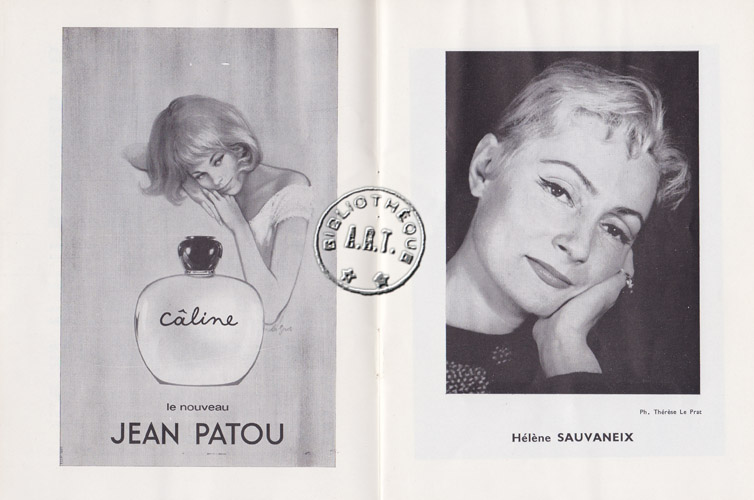 câline
le nouveau
JEAN PATOU
BIBLIOTHÈQUE
A.R.T.
Ph. Thérèse Le Prat
Hélène SAUVANEIX